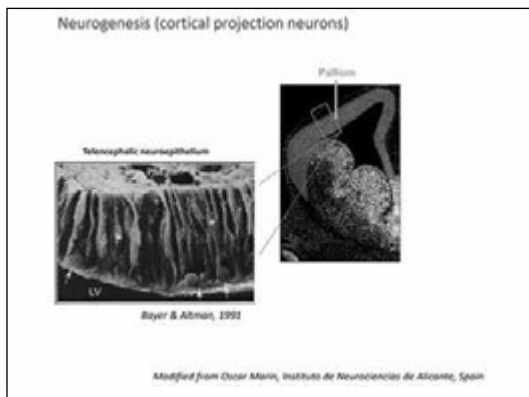 Neurogenesis (cortical projection neurons)
Pallium
Telencephalic neuroepithelium
LV
Bayer & Altman, 1991
Modified from Oscar Marin, Instituto de Neurociencias de Alicante, Spain